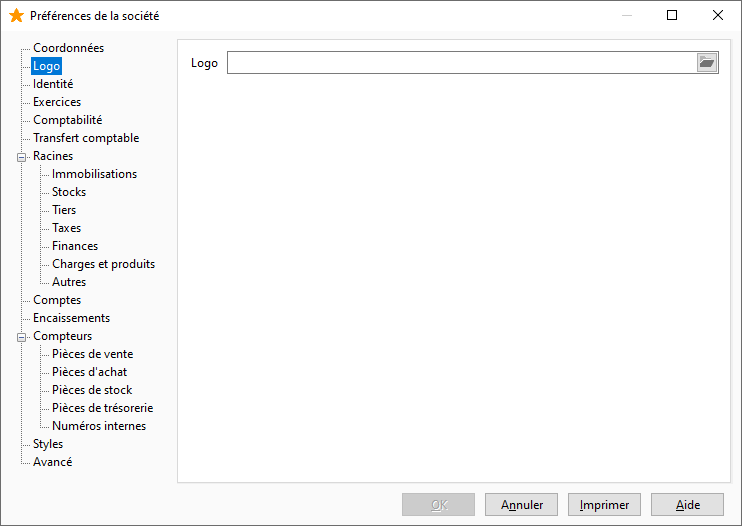 Préférences de la société
Coordonnées
Logo
Identité
Exercices
Comptabilité
Transfert comptable
Racines
Immobilisations
Stocks
Tiers
Taxes
Finances
Charges et produits
Autres
Comptes
Encaissements
Compteurs
Pièces de vente
Pièces d'achat
Pièces de stock
Pièces de trésorerie
Numéros internes
Styles
Avancé
Logo
OK
Annuler
Imprimer
Aide